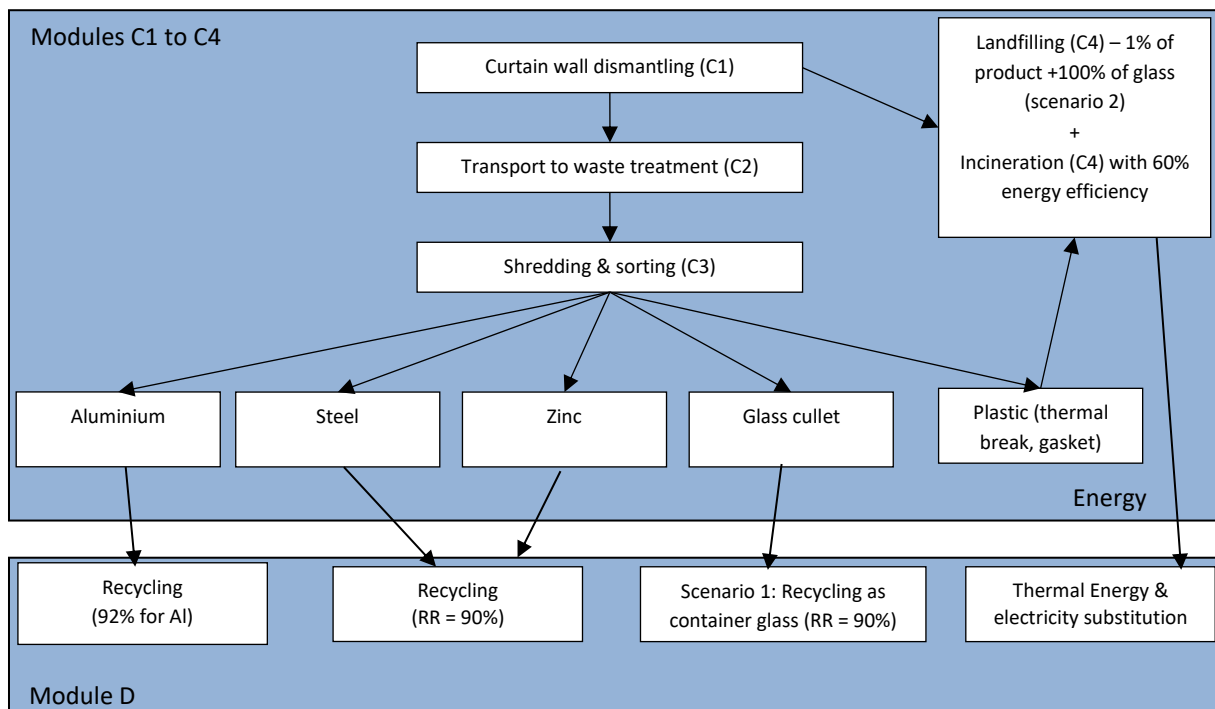 Modules C1 to C4
Curtain wall dismantling (C1)
Landfilling (C4) – 1% of
product +100% of glass
(scenario 2)
+
Incineration (C4) with 60%
energy efficiency
Transport to waste treatment (C2)
Shredding & sorting (C3)
Aluminium
Steel
Zinc
Glass cullet
Plastic (thermal
break, gasket)
Energy
Recycling
(92% for Al)
Recycling
(RR = 90%)
Scenario 1: Recycling as
container glass (RR = 90%)
Thermal Energy &
electricity substitution
Module D